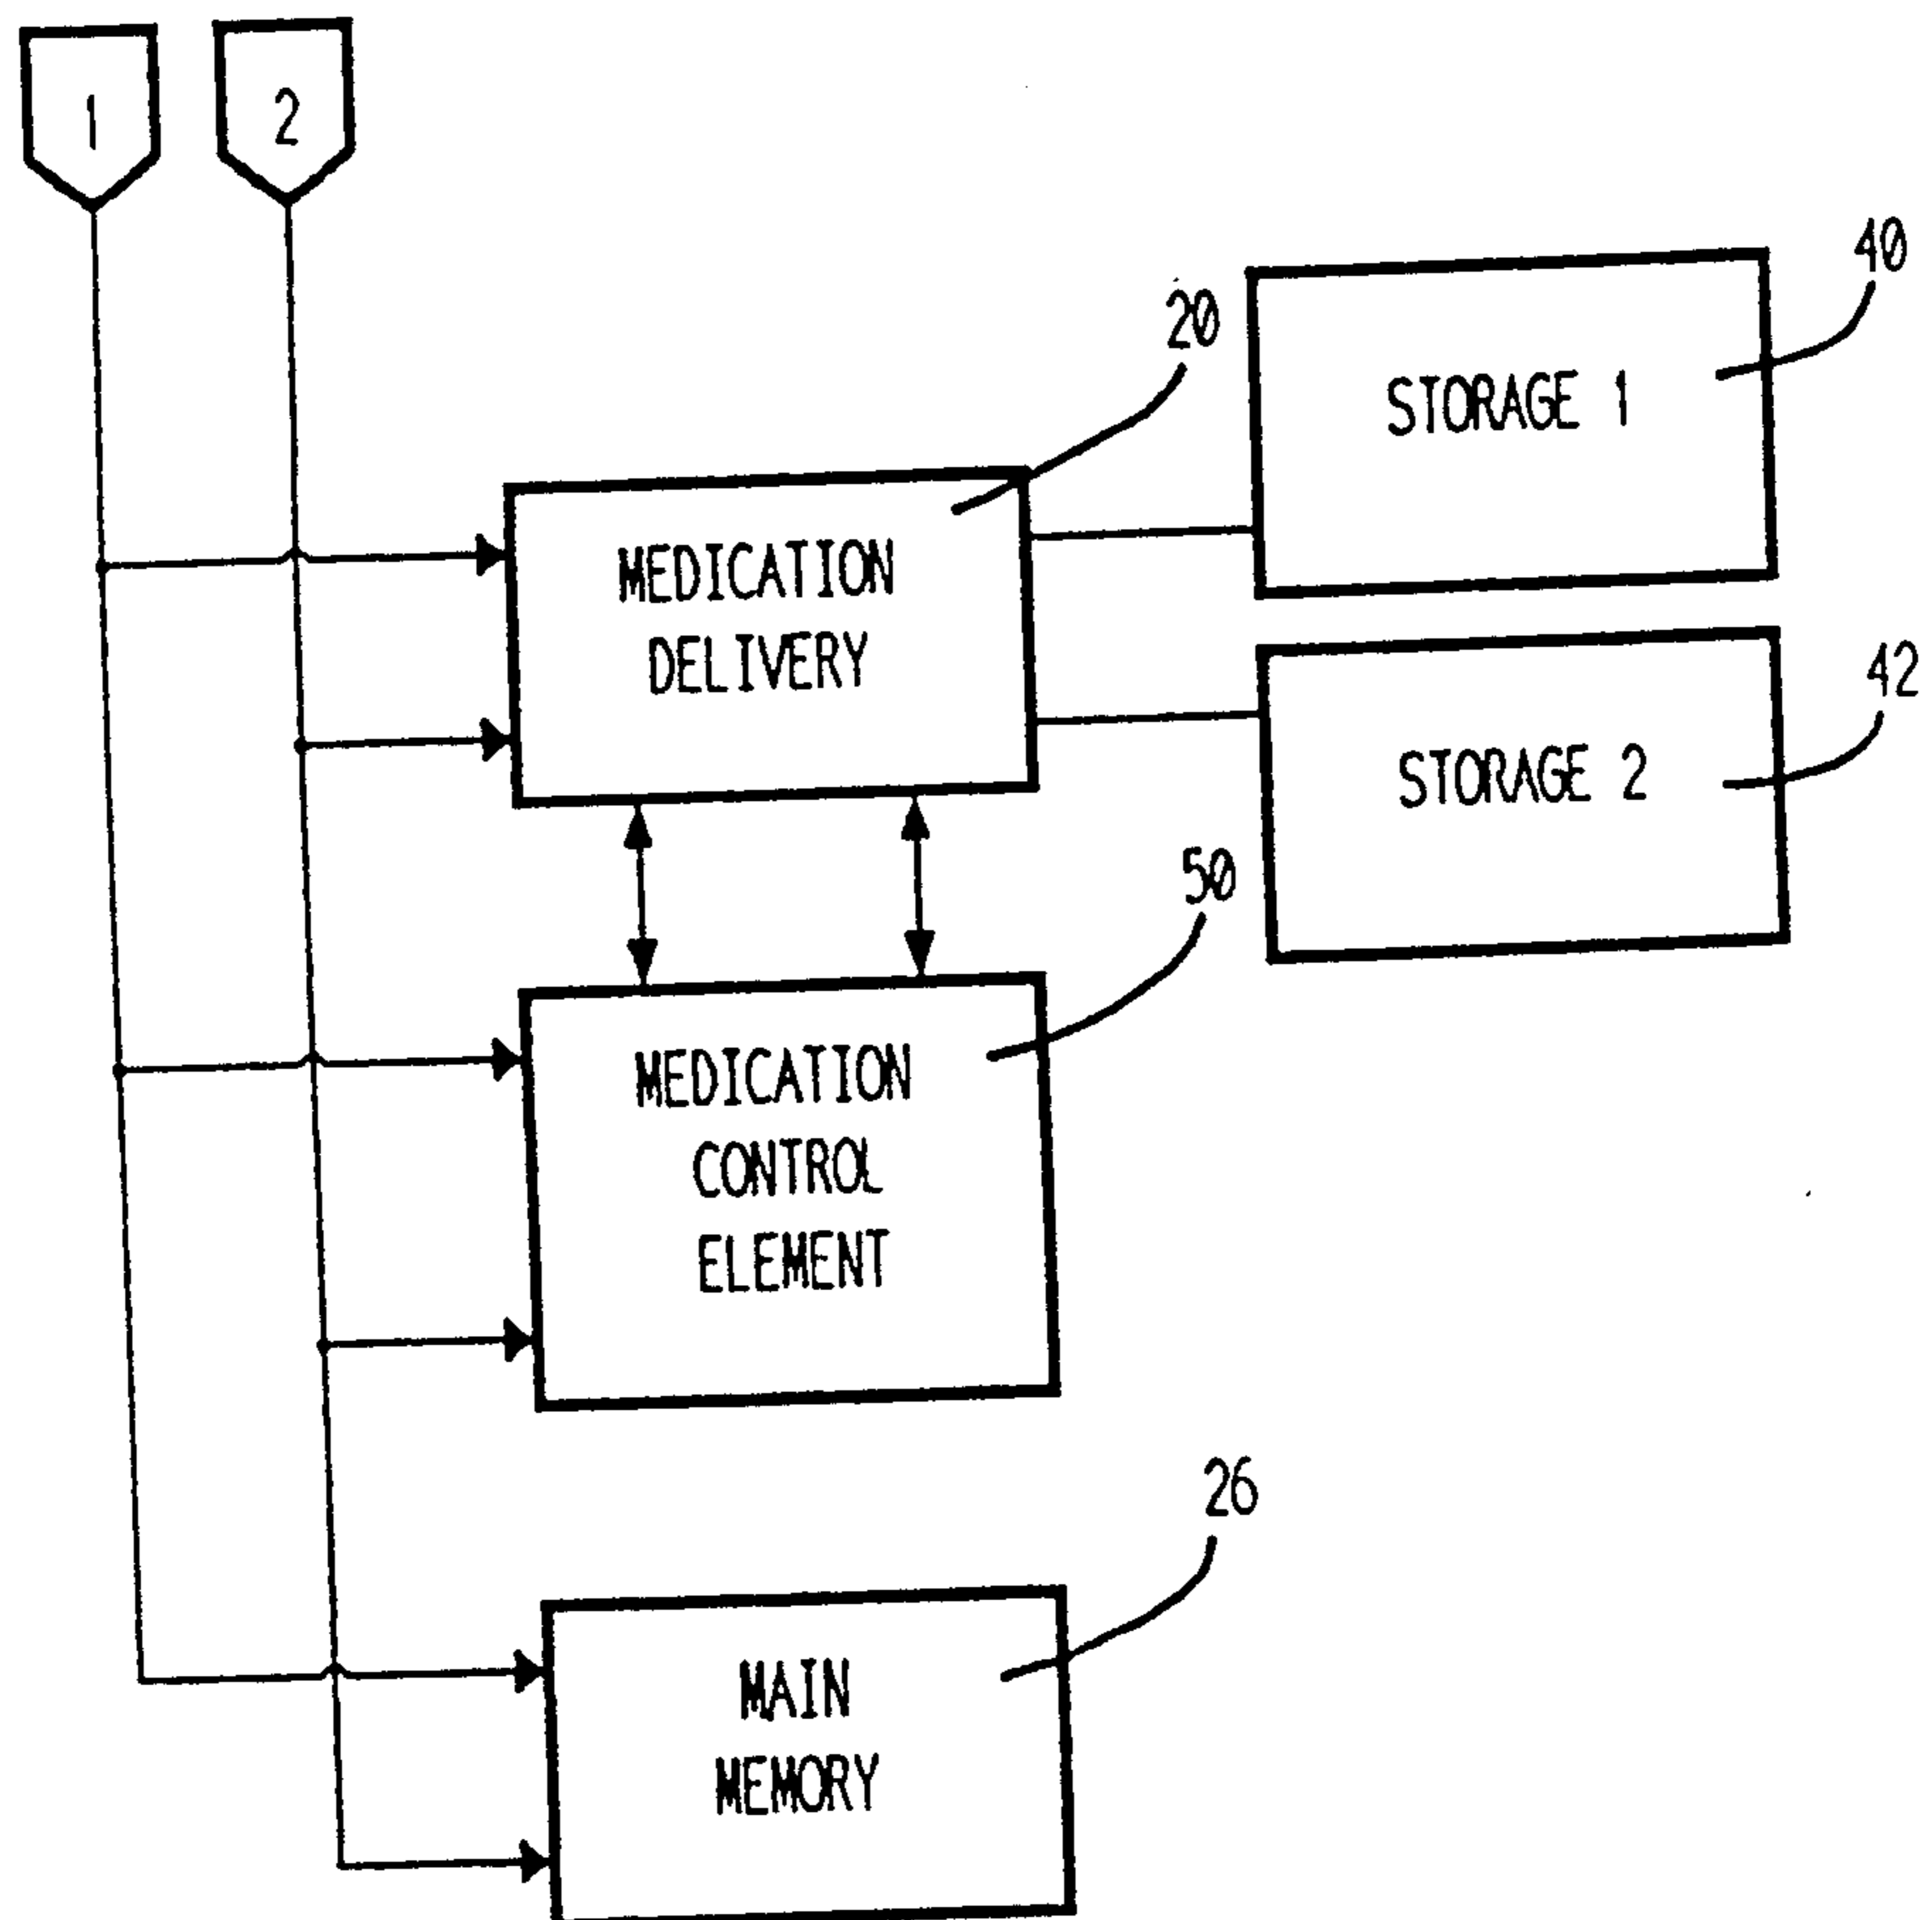 1
2
40
20
STORAGE 1
MEDICATION
DELIVERY
42
STORAGE 2
50
MEDICATION
CONTROL
ELEMENT
26
MAIN
MEMORY